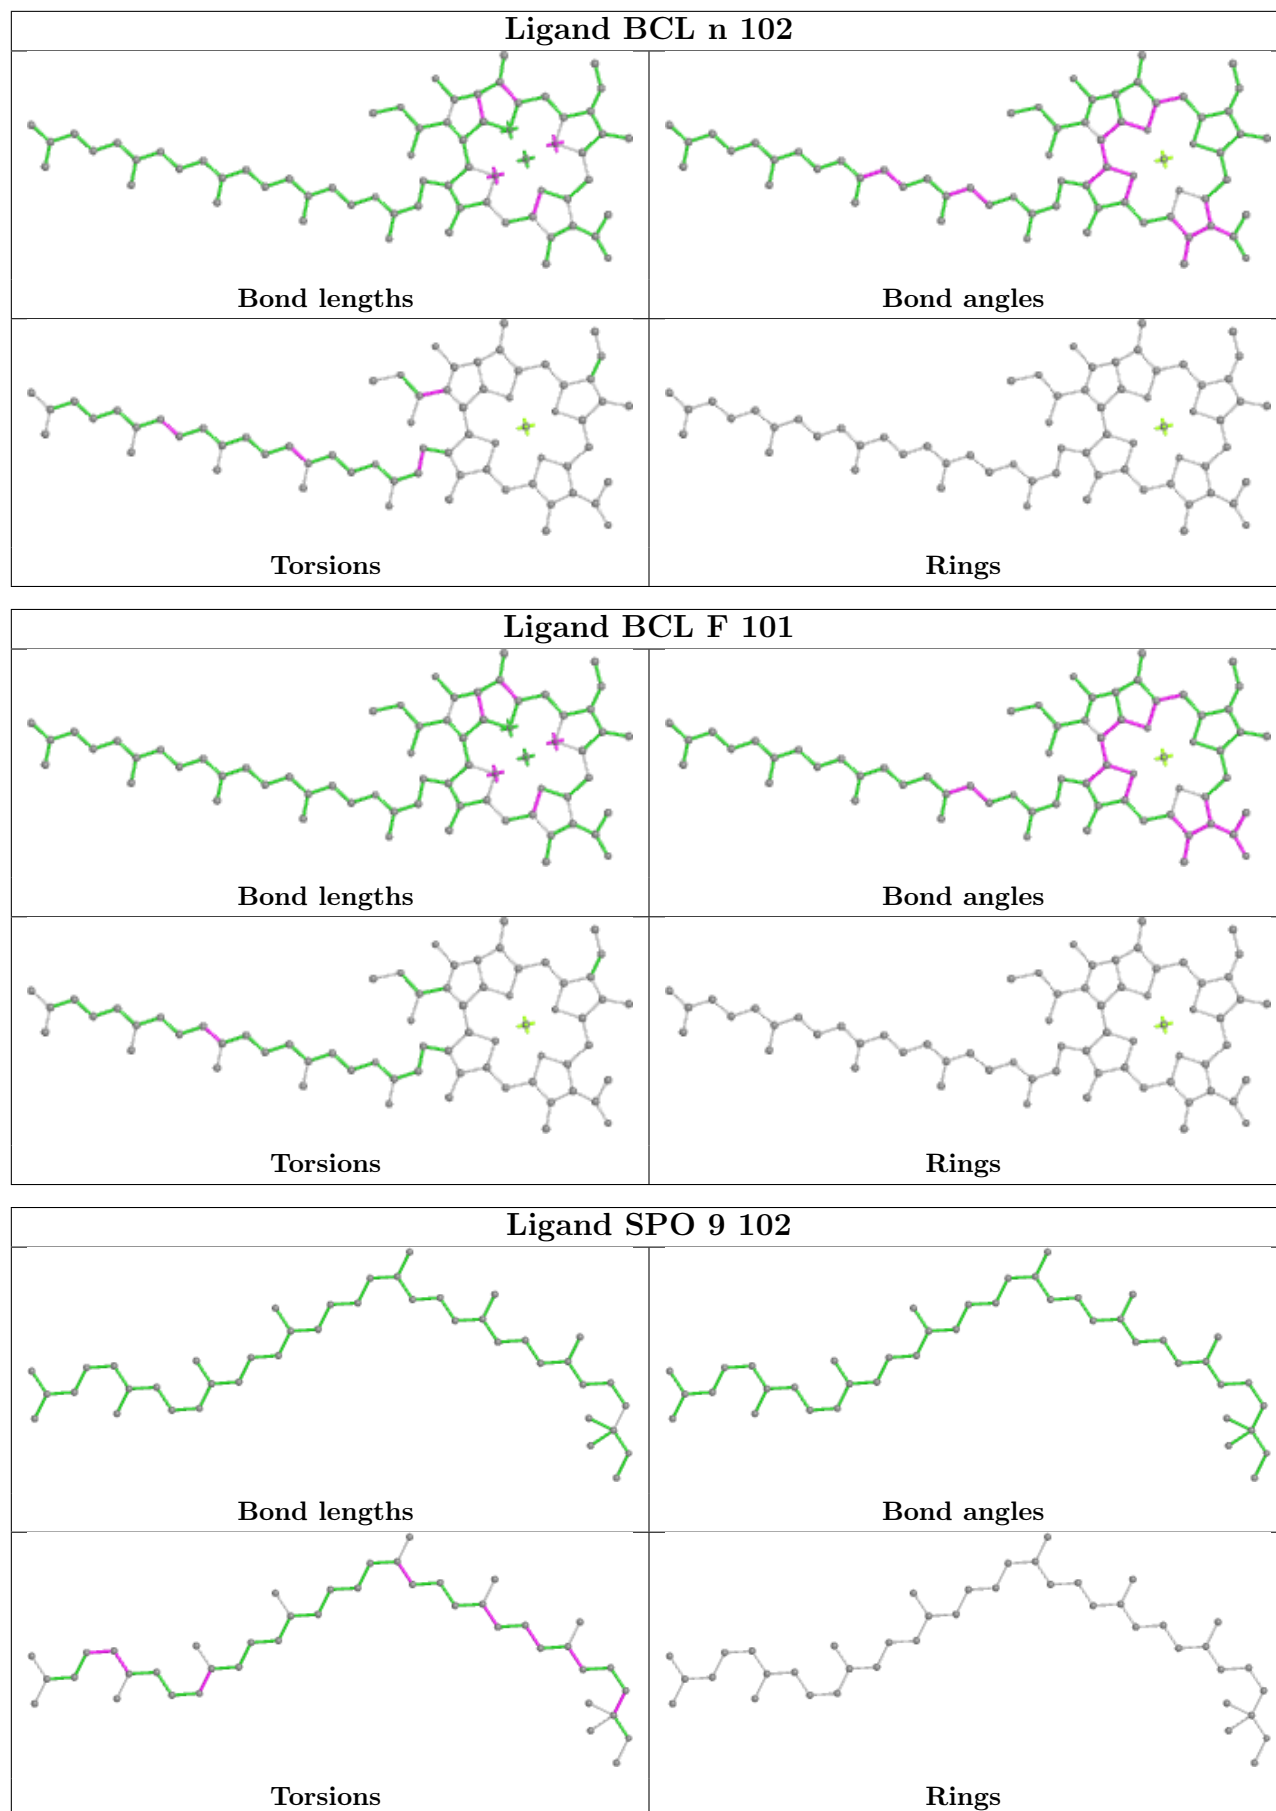 Ligand BCL n 102
Bond lengths
Bond angles
Torsions
Rings
Ligand BCL F 101
Bond lengths
Bond angles
Torsions
Rings
Ligand SPO 9 102
Bond lengths
Bond angles
Torsions
Rings